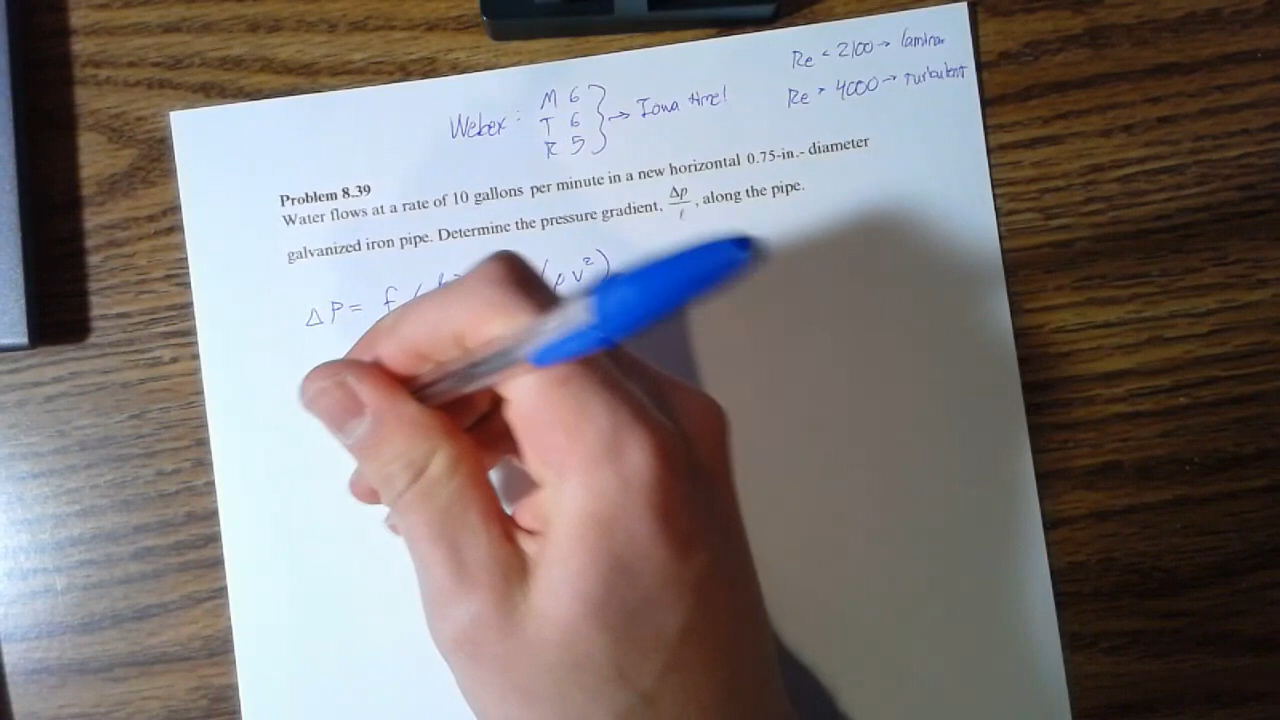 Re < 2100 → laminar
Re > 4000 → turbulent
Webex: M 6
T 6
R 5
→ Iowa time!
Problem 8.39
Water flows at a rate of 10 gallons per minute in a new horizontal 0.75-in.- diameter
galvanized iron pipe. Determine the pressure gradient, Δp/ℓ, along the pipe.
ΔP = f ( ρv²)